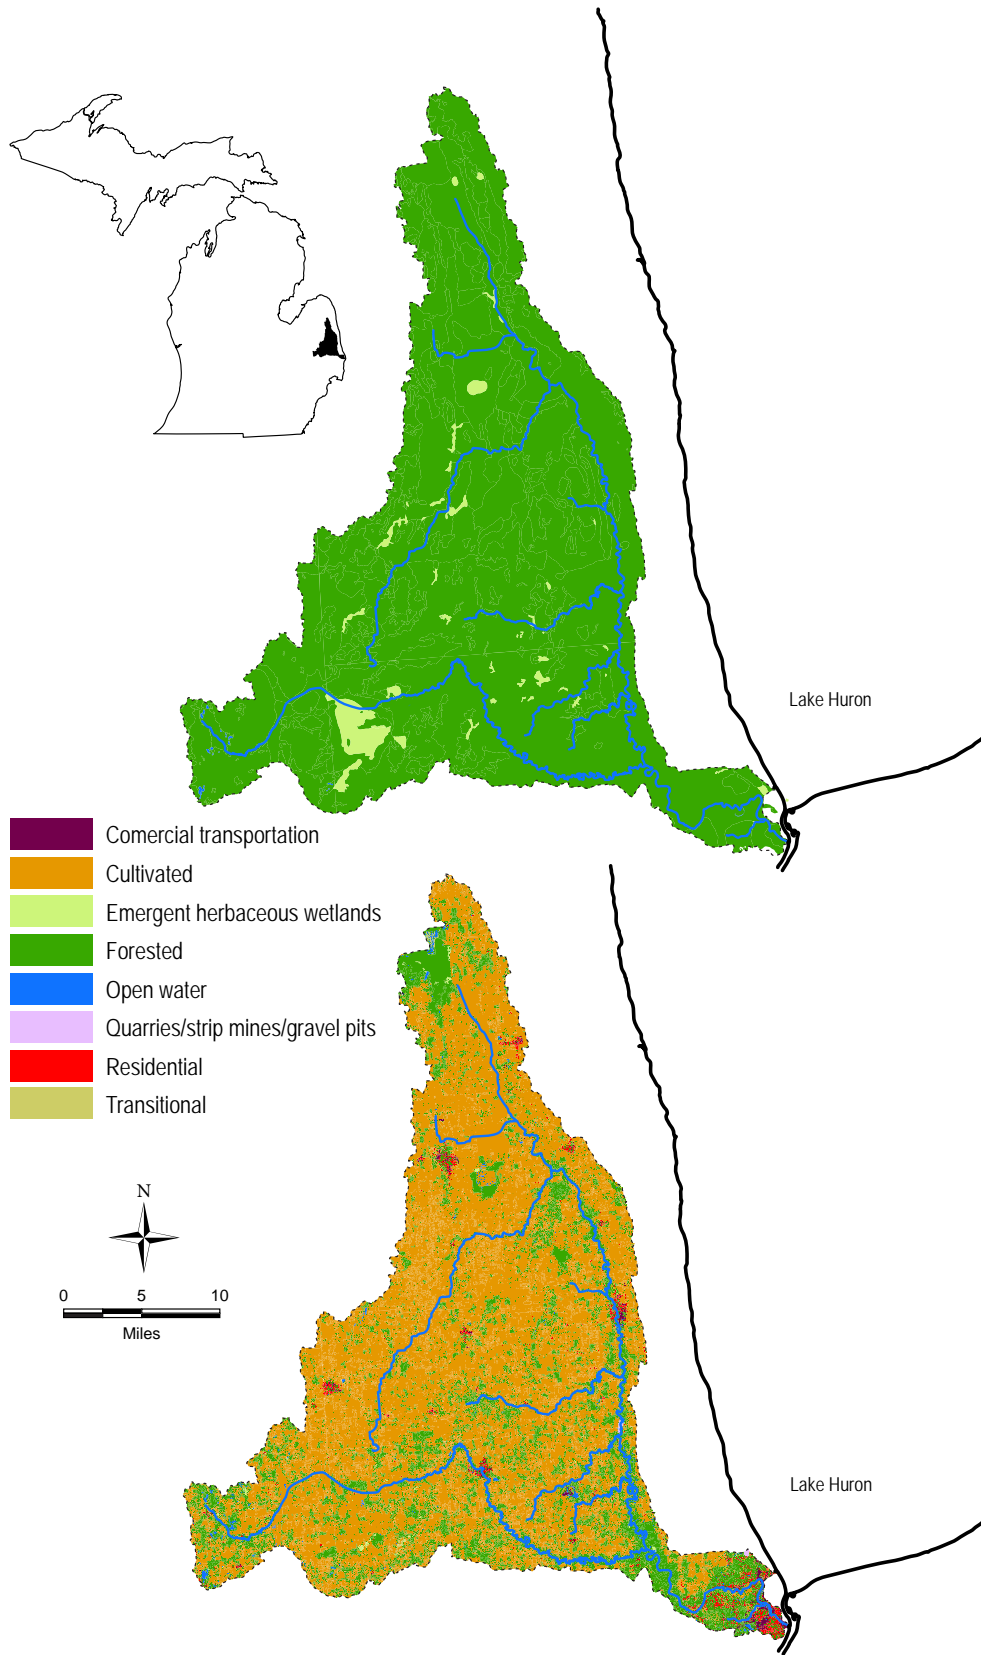 Lake Huron
Comercial transportation
Cultivated
Emergent herbaceous wetlands
Forested
Open water
Quarries/strip mines/gravel pits
Residential
Transitional
N
0 5 10
Miles
Lake Huron